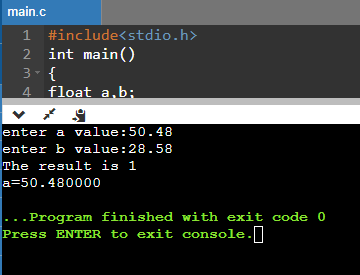 main.c
1 #include<stdio.h>
2 int main()
3 {
4 float a,b;
enter a value:50.48
enter b value:28.58
The result is 1
a=50.480000
...Program finished with exit code 0
Press ENTER to exit console.